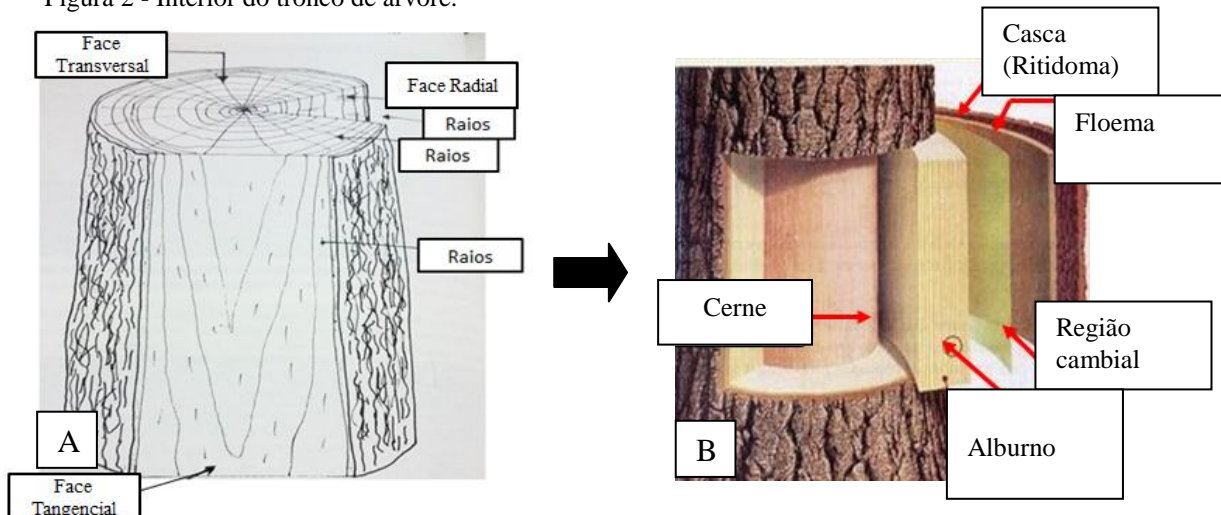 Figura 2 - Interior do tronco de árvore.
Face
Transversal
Face Radial
Raios
Raios
Raios
A
Face
Tangencial
Casca
(Ritidoma)
Floema
Cerne
Região
cambial
Alburno
B